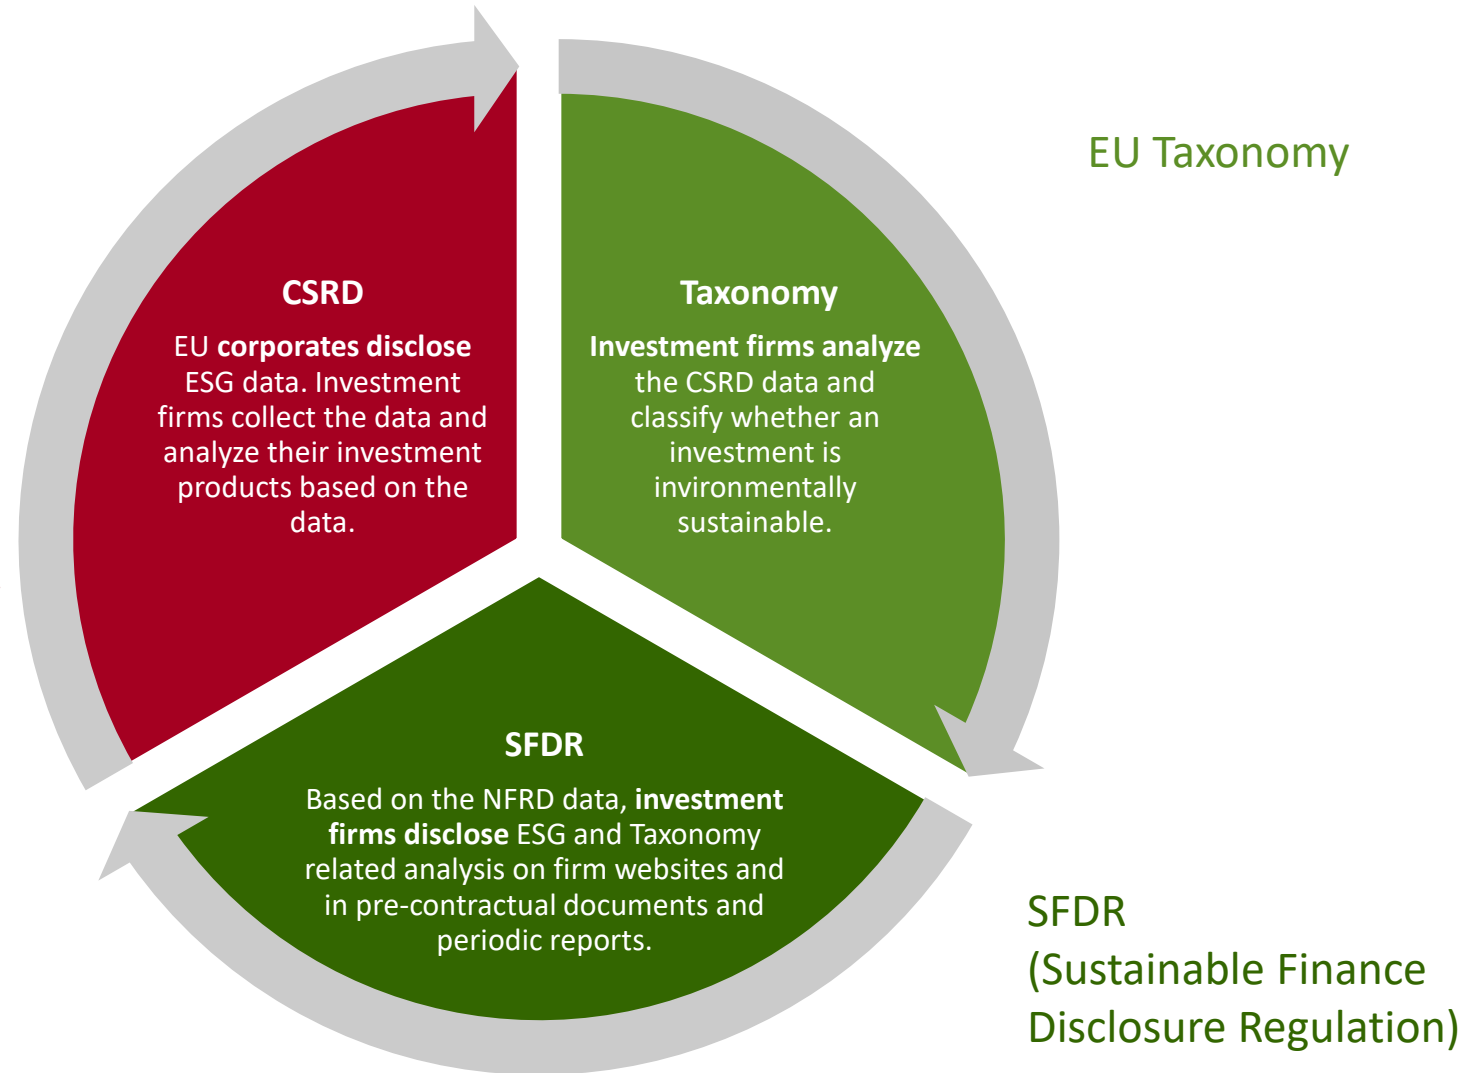 EU Taxonomy
CSRD
EU corporates disclose
ESG data. Investment
firms collect the data and
analyze their investment
products based on the
data.
Taxonomy
Investment firms analyze
the CSRD data and
classify whether an
investment is
invironmentally
sustainable.
SFDR
Based on the NFRD data, investment
firms disclose ESG and Taxonomy
related analysis on firm websites and
in pre-contractual documents and
periodic reports.
SFDR
(Sustainable Finance
Disclosure Regulation)